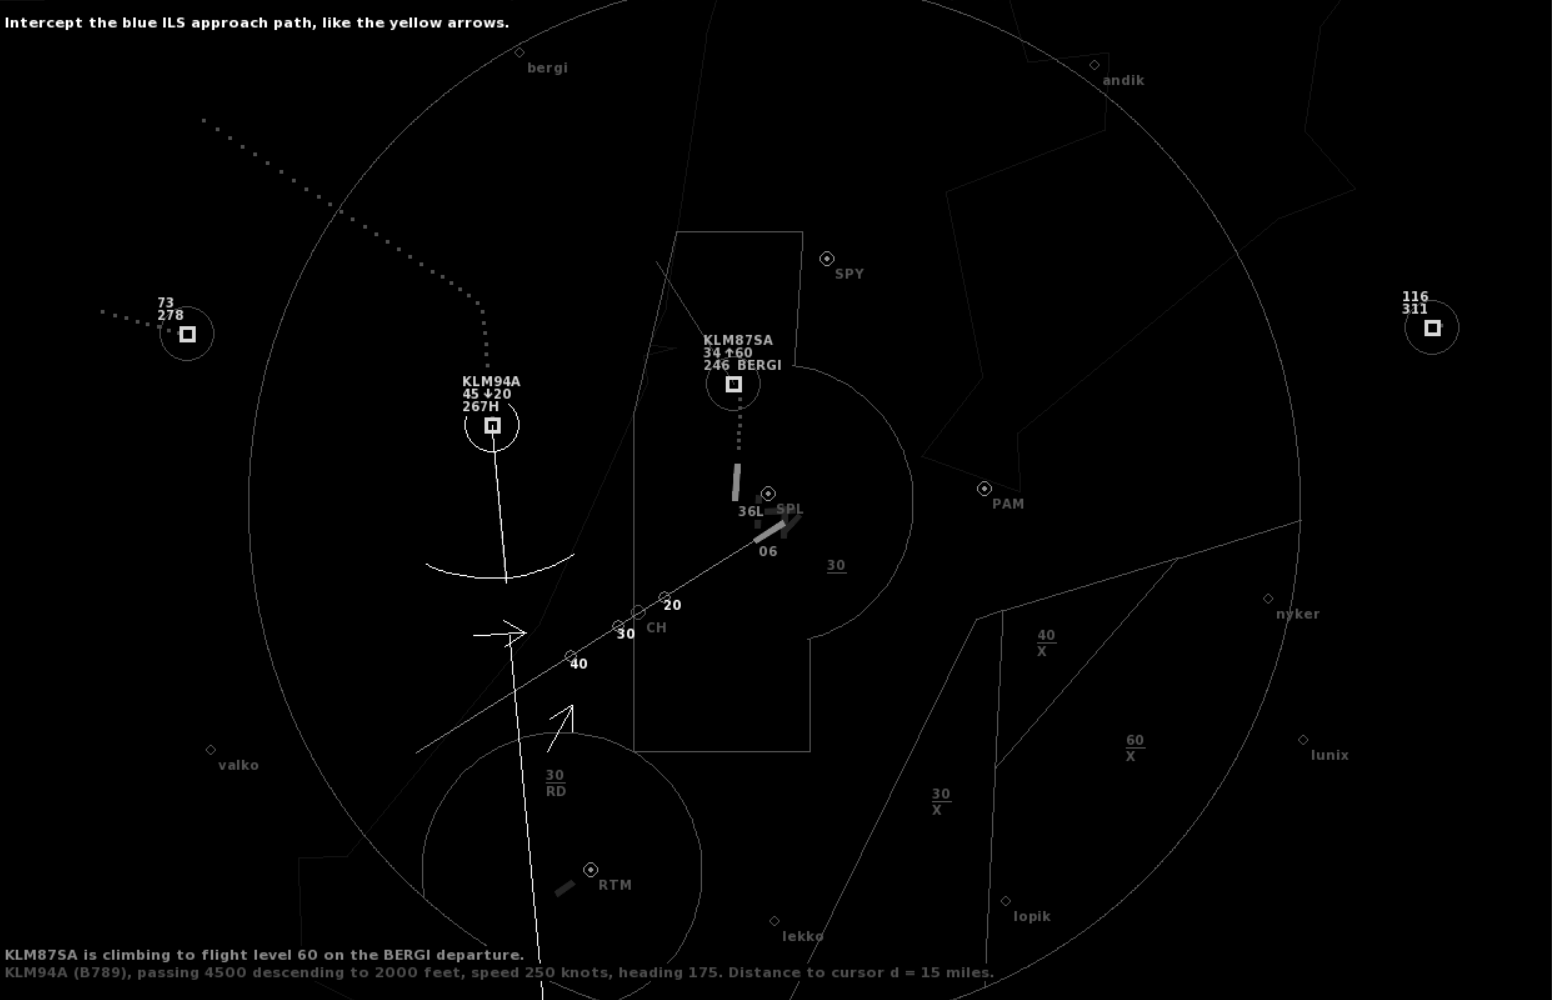 Intercept the blue ILS approach path, like the yellow arrows.
bergi
andik
SPY
73
278
116
311
KLM87SA
34↑60
246 BERGI
KLM94A
45↓20
267H
36L
SPL
PAM
06
30
20
CH
30
40
nyker
40
X
60
X
lunix
valko
30
RD
30
X
RTM
lopik
lekko
KLM87SA is climbing to flight level 60 on the BERGI departure.
KLM94A (B789), passing 4500 descending to 2000 feet, speed 250 knots, heading 175. Distance to cursor d = 15 miles.